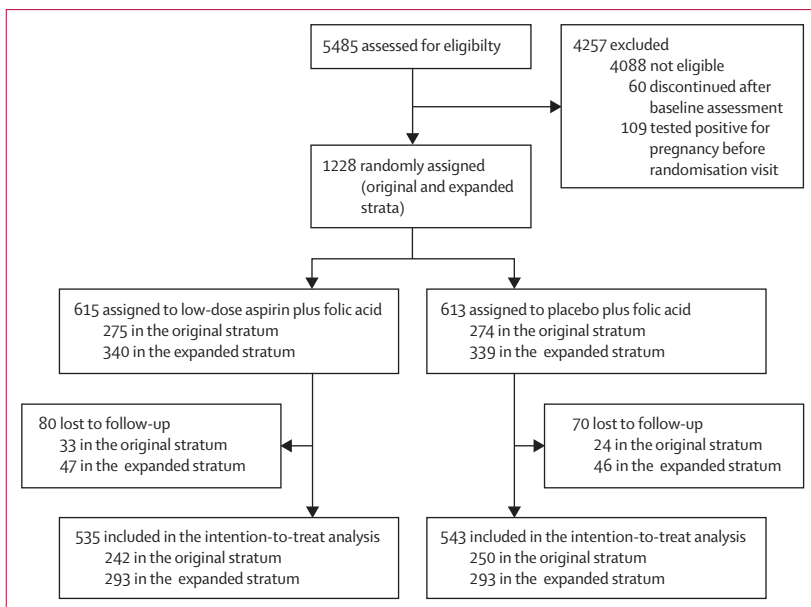 5485 assessed for eligibilty
4257 excluded
4088 not eligible
60 discontinued after
baseline assessment
109 tested positive for
pregnancy before
randomisation visit
1228 randomly assigned
(original and expanded
strata)
615 assigned to low-dose aspirin plus folic acid
275 in the original stratum
340 in the expanded stratum
613 assigned to placebo plus folic acid
274 in the original stratum
339 in the expanded stratum
80 lost to follow-up
33 in the original stratum
47 in the expanded stratum
70 lost to follow-up
24 in the original stratum
46 in the expanded stratum
535 included in the intention-to-treat analysis
242 in the original stratum
293 in the expanded stratum
543 included in the intention-to-treat analysis
250 in the original stratum
293 in the expanded stratum